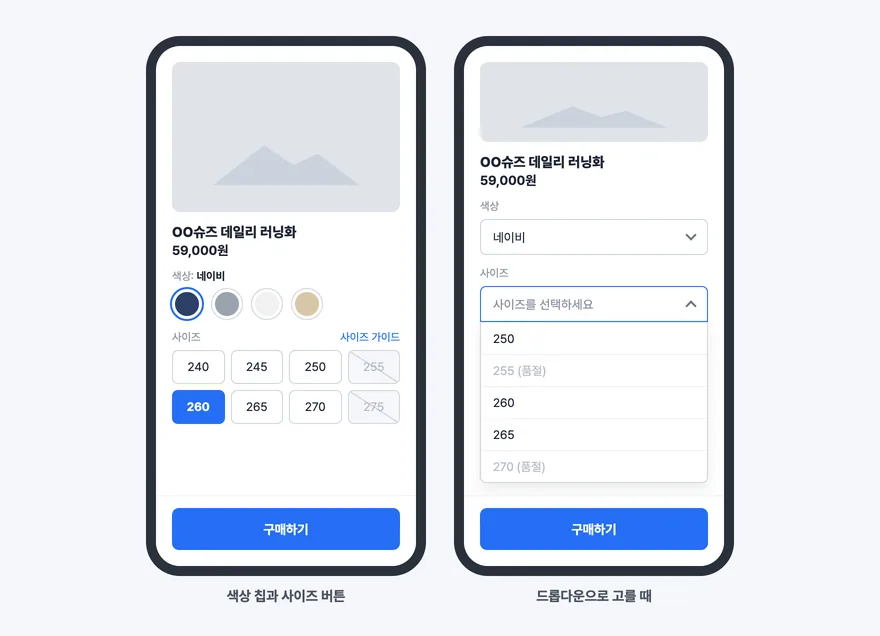 OO슈즈 데일리 러닝화
59,000원
색상: 네이비
사이즈 사이즈 가이드
240 245 250 255
260 265 270 275
구매하기
색상 칩과 사이즈 버튼
OO슈즈 데일리 러닝화
59,000원
색상
네이비
사이즈
사이즈를 선택하세요
250
255 (품절)
260
265
270 (품절)
구매하기
드롭다운으로 고를 때